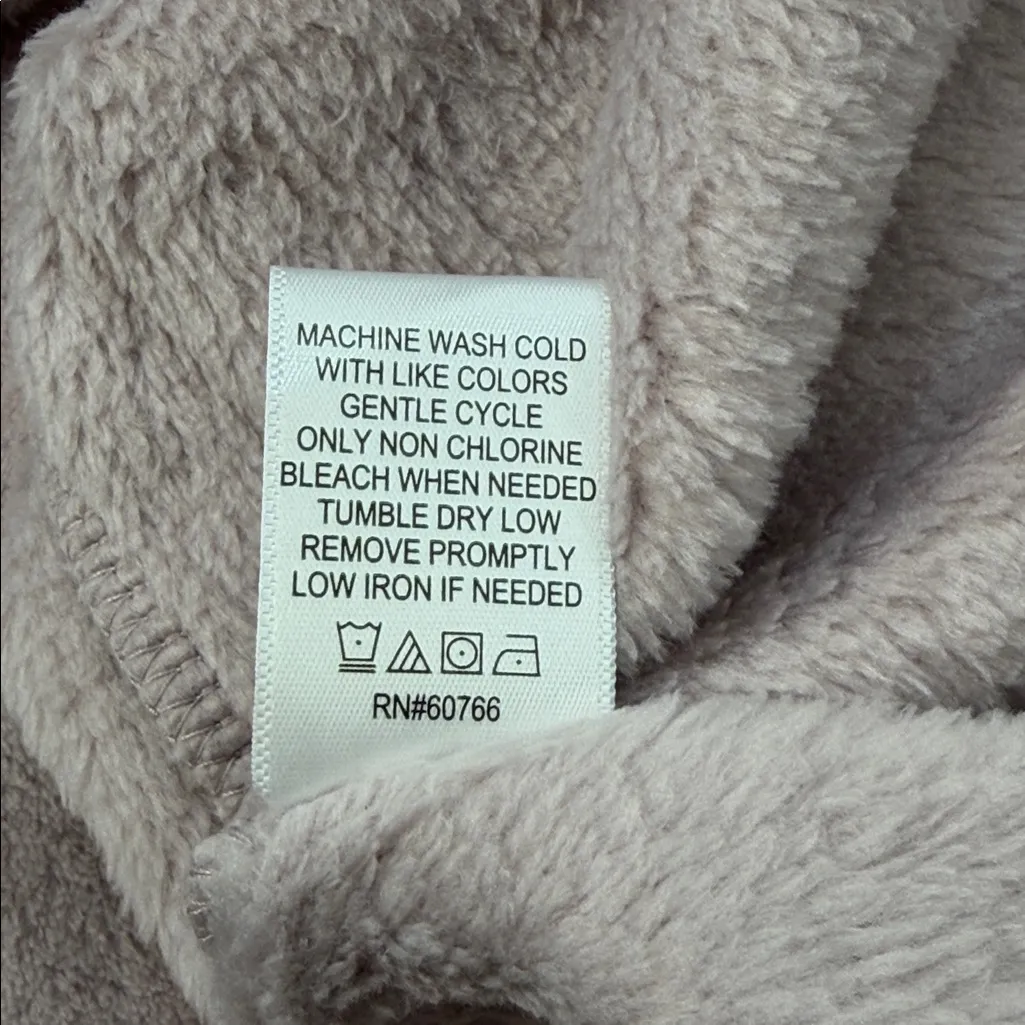 MACHINE WASH COLD
WITH LIKE COLORS
GENTLE CYCLE
ONLY NON CHLORINE
BLEACH WHEN NEEDED
TUMBLE DRY LOW
REMOVE PROMPTLY
LOW IRON IF NEEDED
RN#60766